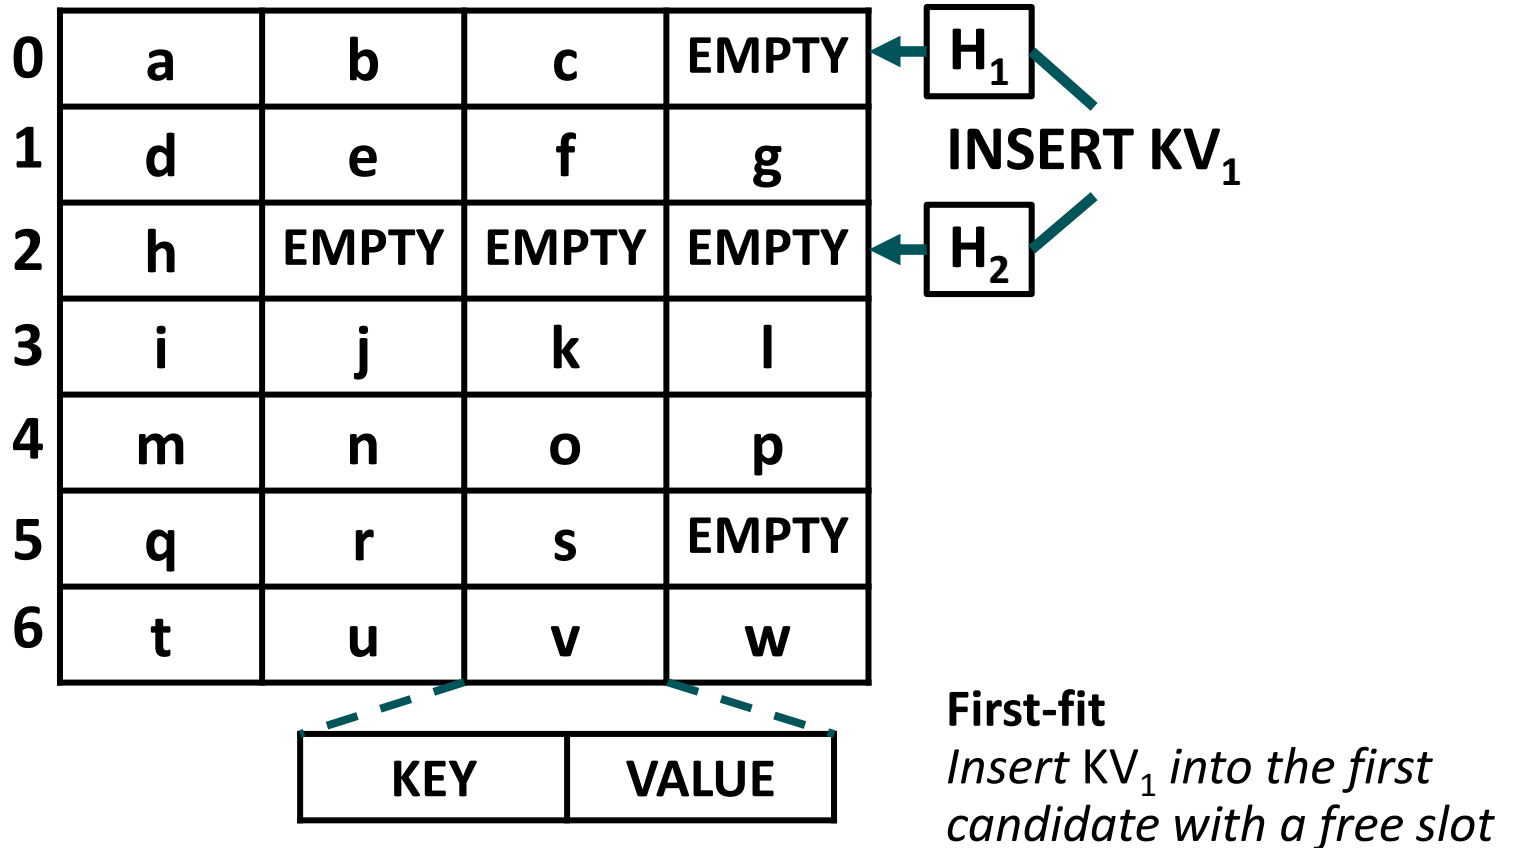 0 a b c EMPTY H1
1 d e f g INSERT KV1
2 h EMPTY EMPTY EMPTY H2
3 i j k l
4 m n o p
5 q r s EMPTY
6 t u v w
KEY VALUE
First-fit
Insert KV1 into the first
candidate with a free slot